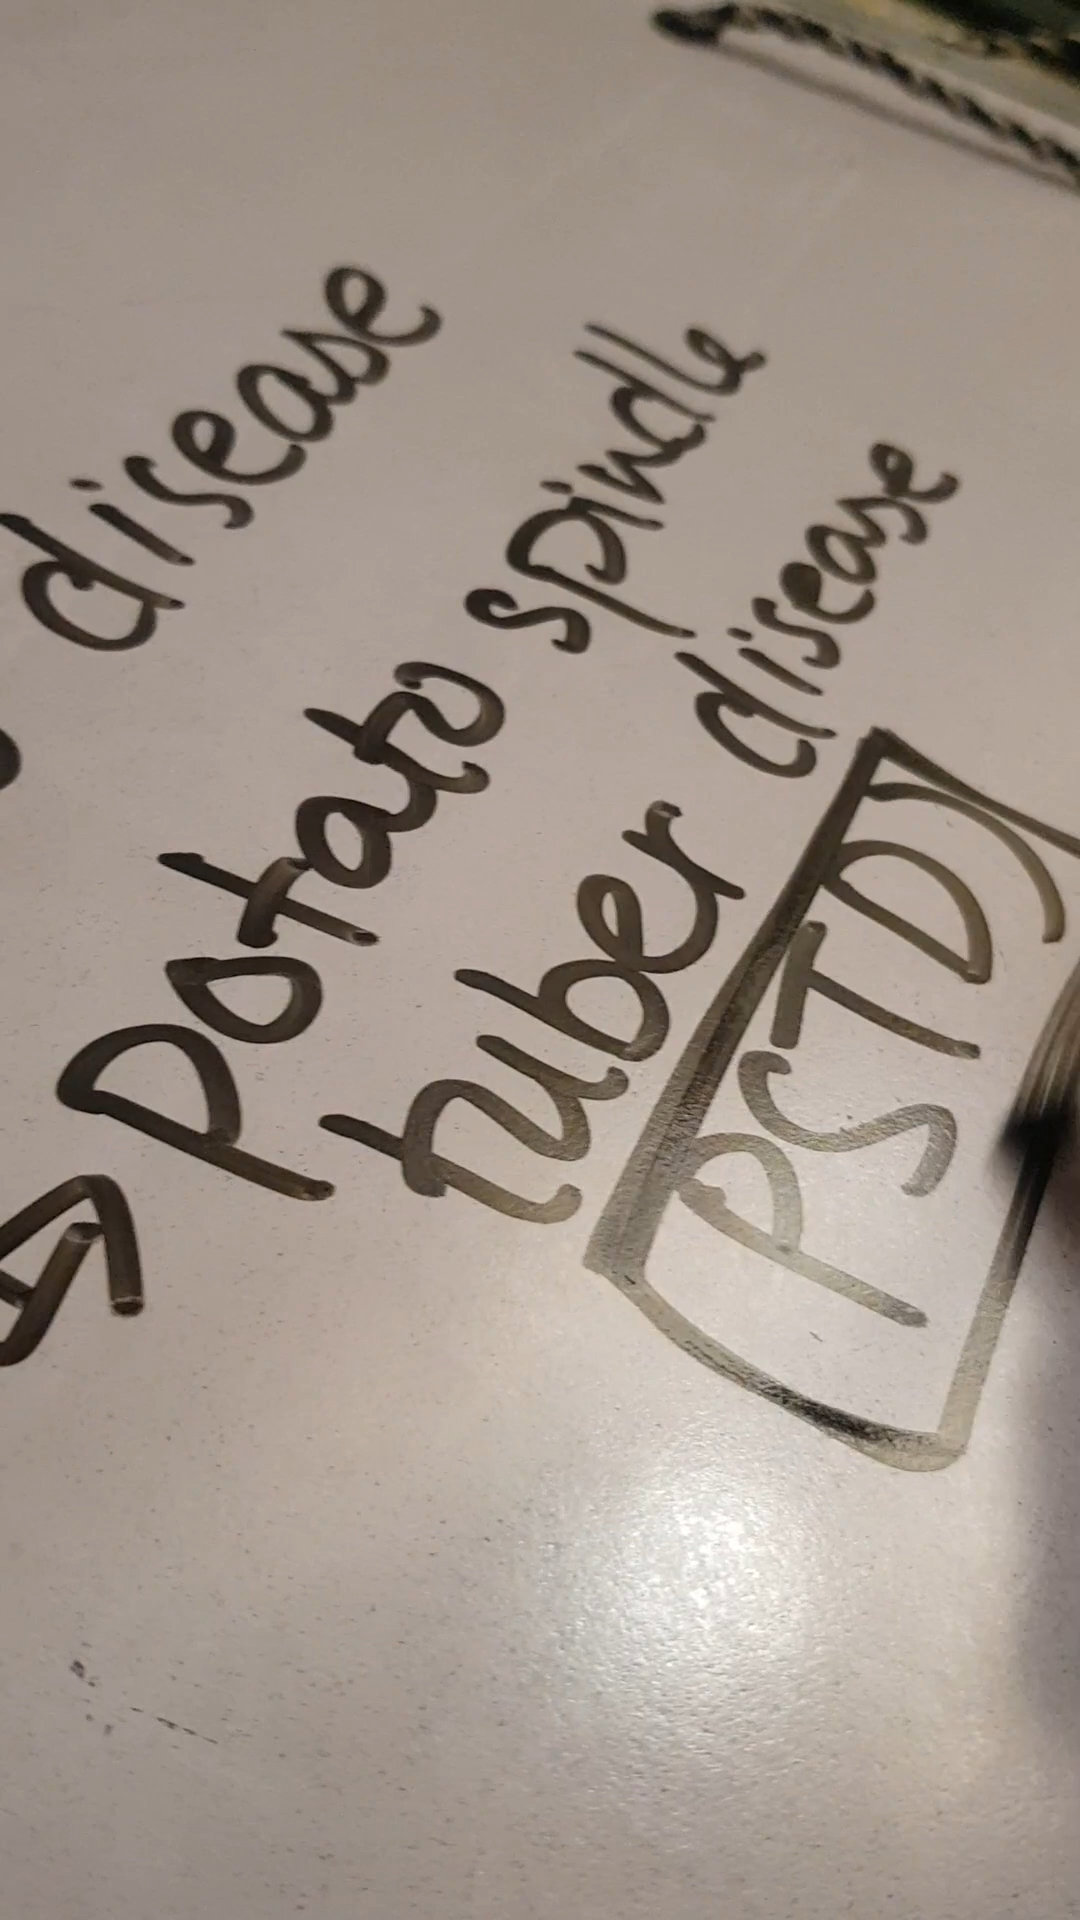 disease
→ Potato spindle
tuber disease
PSTD